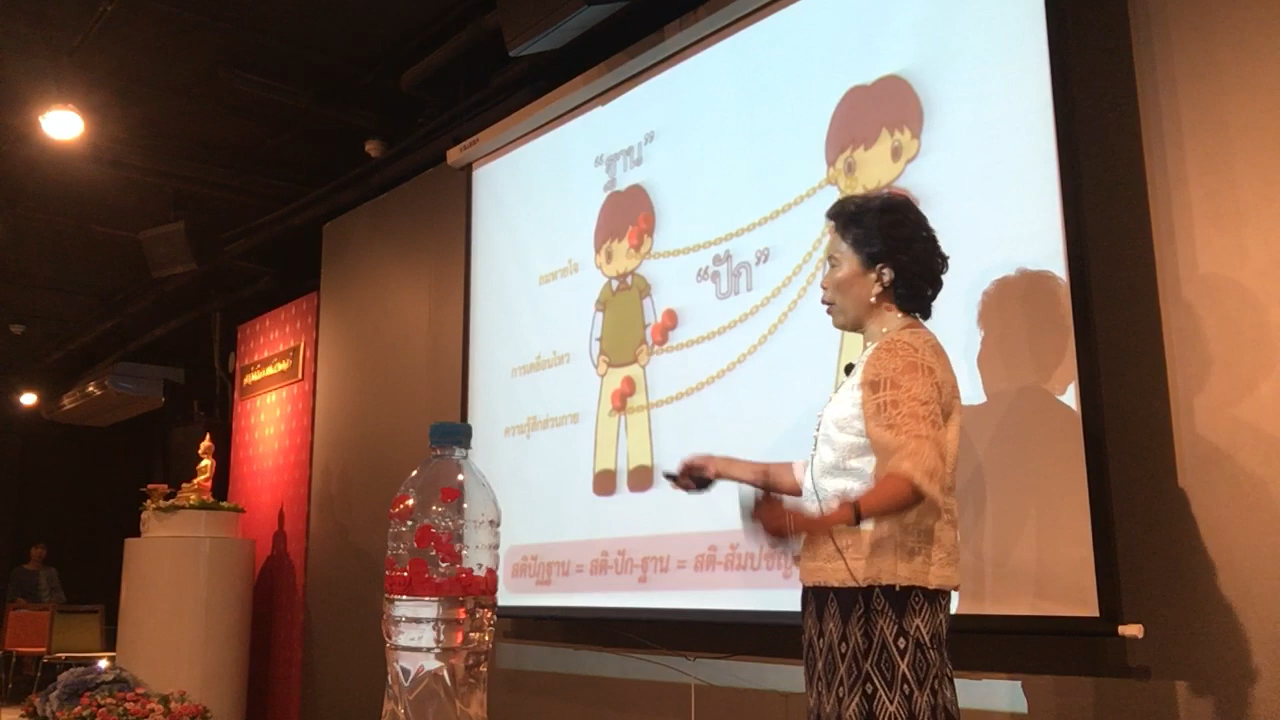 “ฐาน”
“ปัก”
ลมหายใจ
การเคลื่อนไหว
ความรู้สึกส่วนกาย
สติปัฏฐาน = สติ-ปัก-ฐาน = สติ-สัมปชัญ